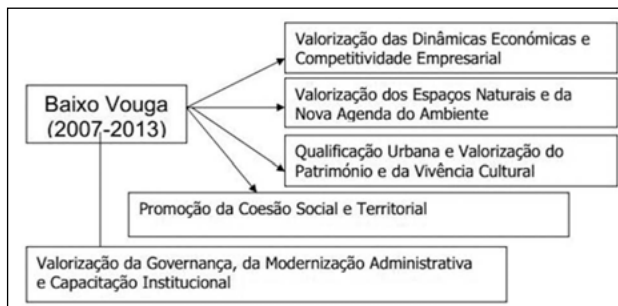 Valorização das Dinâmicas Económicas e
Competitividade Empresarial
Baixo Vouga
(2007-2013)
Valorização dos Espaços Naturais e da
Nova Agenda do Ambiente
Qualificação Urbana e Valorização do
Património e da Vivência Cultural
Promoção da Coesão Social e Territorial
Valorização da Governança, da Modernização Administrativa
e Capacitação Institucional